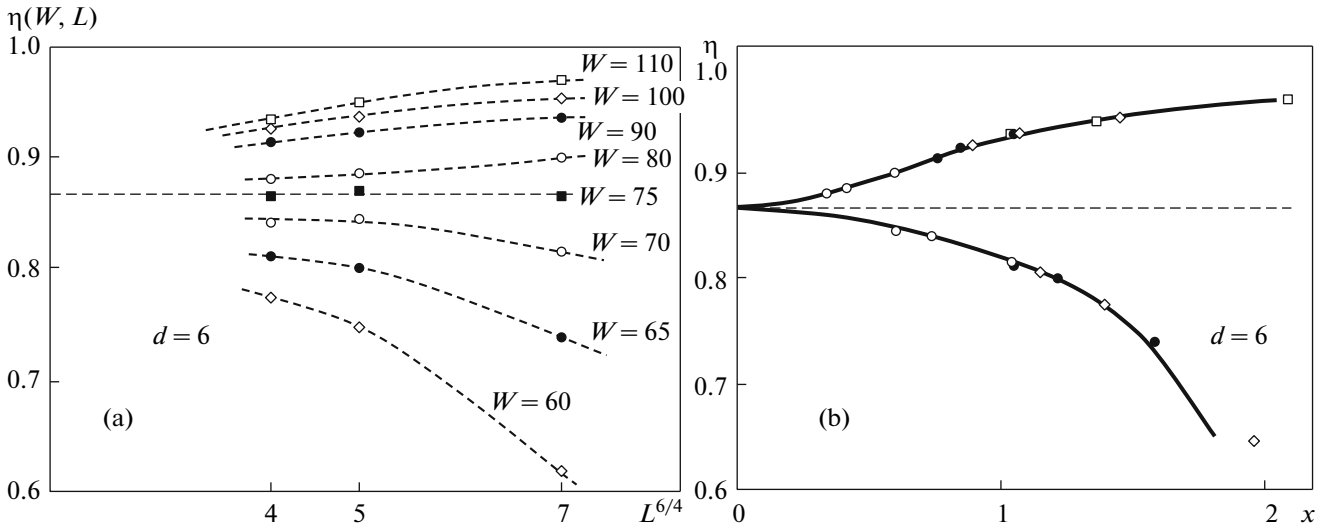 η(W, L)
1.0
0.9
0.8
0.7
0.6
W = 110
W = 100
W = 90
W = 80
W = 75
W = 70
W = 65
W = 60
d = 6
(a)
4
5
7
L^{6/4}
η
1.0
0.9
0.8
0.7
0.6
d = 6
(b)
0
1
2
x